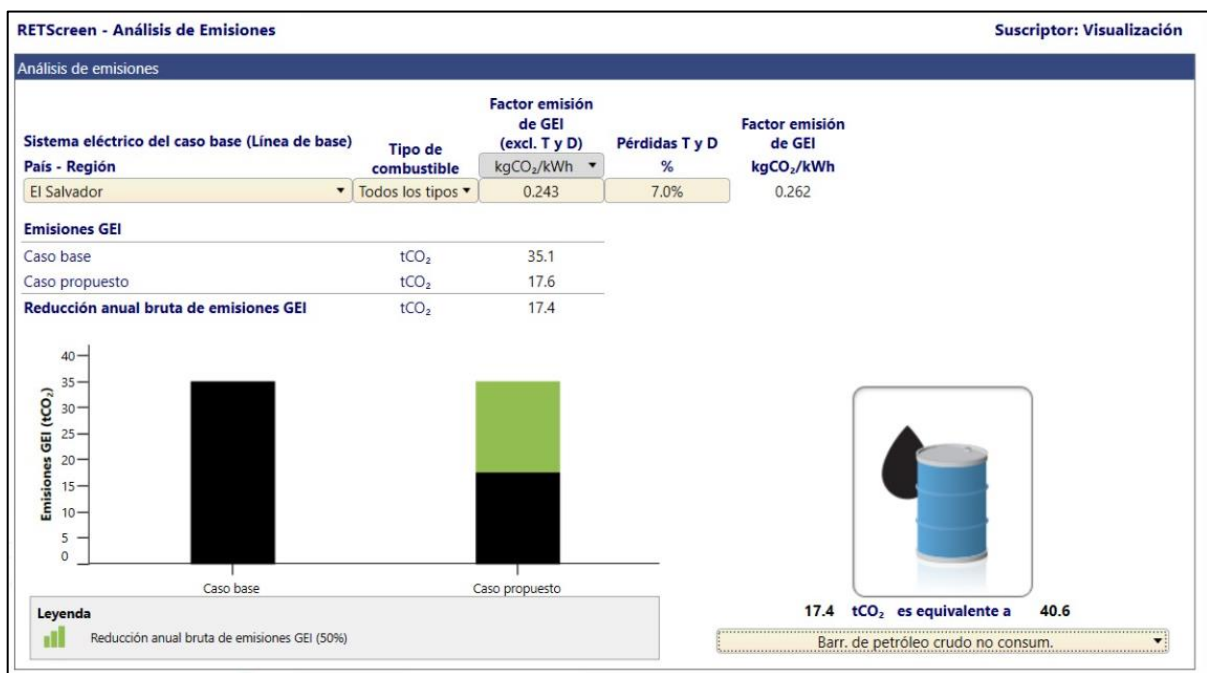 RETScreen - Análisis de Emisiones
Suscriptor: Visualización
Análisis de emisiones
Sistema eléctrico del caso base (Línea de base)
País - Región
Tipo de
combustible
Factor emisión
de GEI
(excl. T y D)
kgCO₂/kWh
Pérdidas T y D
%
Factor emisión
de GEI
kgCO₂/kWh
El Salvador
Todos los tipos
0.243
7.0%
0.262
Emisiones GEI
Caso base tCO₂ 35.1
Caso propuesto tCO₂ 17.6
Reducción anual bruta de emisiones GEI tCO₂ 17.4
Emisiones GEI (tCO₂)
40
35
30
25
20
15
10
5
0
Caso base
Caso propuesto
Leyenda
Reducción anual bruta de emisiones GEI (50%)
17.4 tCO₂ es equivalente a 40.6
Barr. de petróleo crudo no consum.